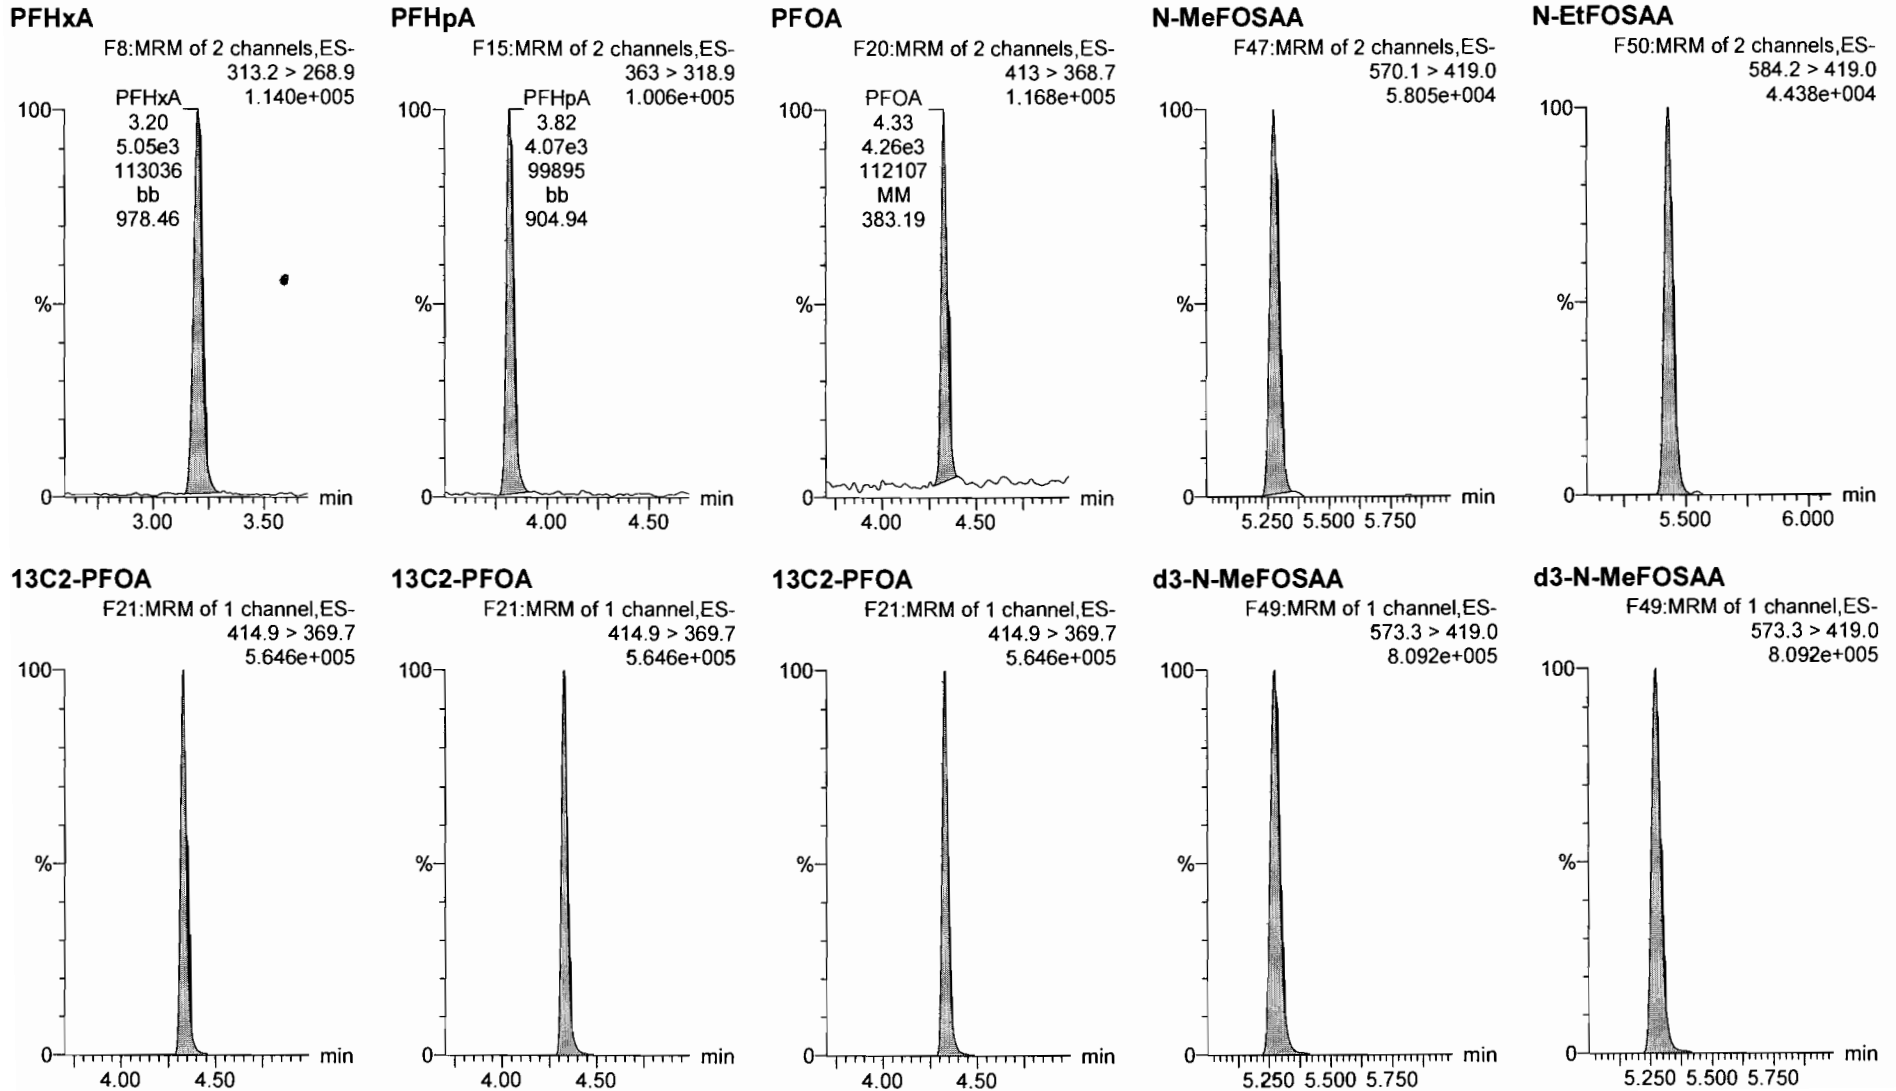 PFHxA
F8:MRM of 2 channels,ES-
313.2 > 268.9
1.140e+005
PFHxA
3.20
5.05e3
113036
bb
978.46
100
%
0
3.00
3.50
min
PFHpA
F15:MRM of 2 channels,ES-
363 > 318.9
1.006e+005
PFHpA
3.82
4.07e3
99895
bb
904.94
100
%
0
4.00
4.50
min
PFOA
F20:MRM of 2 channels,ES-
413 > 368.7
1.168e+005
PFOA
4.33
4.26e3
112107
MM
383.19
100
%
0
4.00
4.50
min
N-MeFOSAA
F47:MRM of 2 channels,ES-
570.1 > 419.0
5.805e+004
100
%
0
5.250
5.500
5.750
min
N-EtFOSAA
F50:MRM of 2 channels,ES-
584.2 > 419.0
4.438e+004
100
%
0
5.500
6.000
min
13C2-PFOA
F21:MRM of 1 channel,ES-
414.9 > 369.7
5.646e+005
100
%
0
4.00
4.50
min
13C2-PFOA
F21:MRM of 1 channel,ES-
414.9 > 369.7
5.646e+005
100
%
0
4.00
4.50
min
13C2-PFOA
F21:MRM of 1 channel,ES-
414.9 > 369.7
5.646e+005
100
%
0
4.00
4.50
min
d3-N-MeFOSAA
F49:MRM of 1 channel,ES-
573.3 > 419.0
8.092e+005
100
%
0
5.250
5.500
5.750
min
d3-N-MeFOSAA
F49:MRM of 1 channel,ES-
573.3 > 419.0
8.092e+005
100
%
0
5.250
5.500
5.750
min